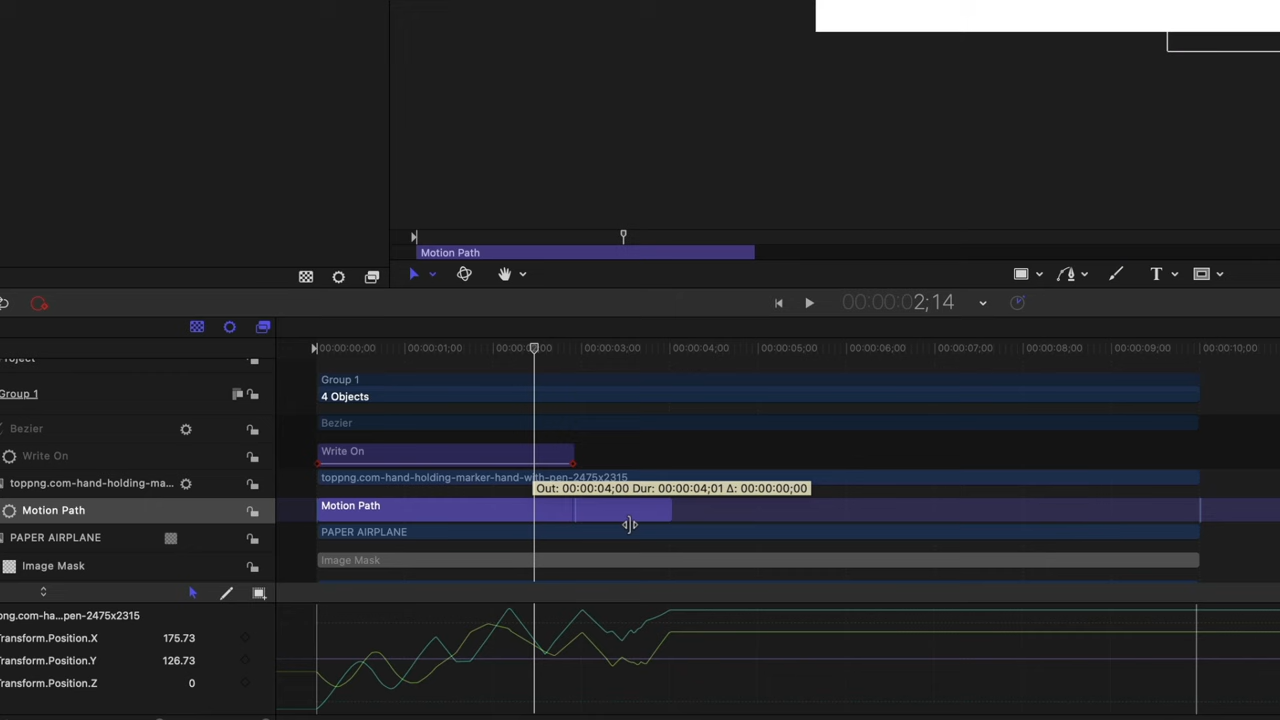 Motion Path
T
00:00:02;14
00:00:00;00
00:00:01;00
00:00:03;00
00:00:04;00
00:00:05;00
00:00:06;00
00:00:07;00
00:00:08;00
00:00:09;00
00:00:10;00
Group 1
Group 1
4 Objects
Bezier
Bezier
Write On
Write On
toppng.com-hand-holding-ma...
toppng.com-hand-holding-marker-hand-with-pen-2475x2315
Out: 00:00:04;00 Dur: 00:00:04;01 Δ: 00:00:00;00
Motion Path
Motion Path
PAPER AIRPLANE
PAPER AIRPLANE
Image Mask
Image Mask
png.com-ha...pen-2475x2315
ransform.Position.X 175.73
ransform.Position.Y 126.73
ransform.Position.Z 0